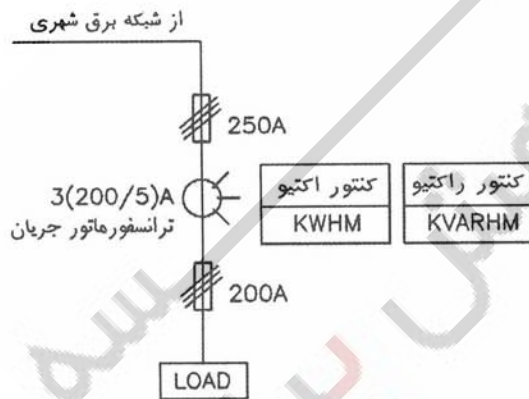 از شبکه برق شهری
250A
3(200/5)A
ترانسفورماتور جریان
کنتور اکتیو
KWHM
کنتور راکتیو
KVARHM
200A
LOAD